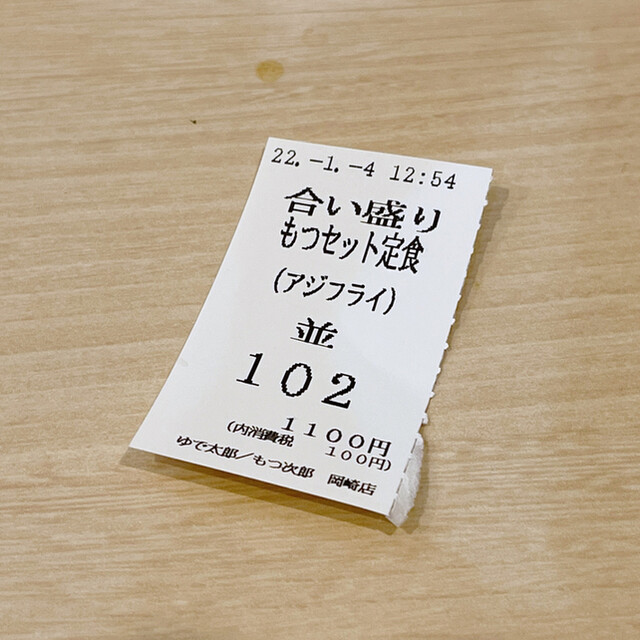 22.-1.-4 12:54
合い盛り
もつセット定食
(アジフライ)
並
102
1100円
(内消費税 100円)
ゆで太郎/もつ次郎 岡崎店